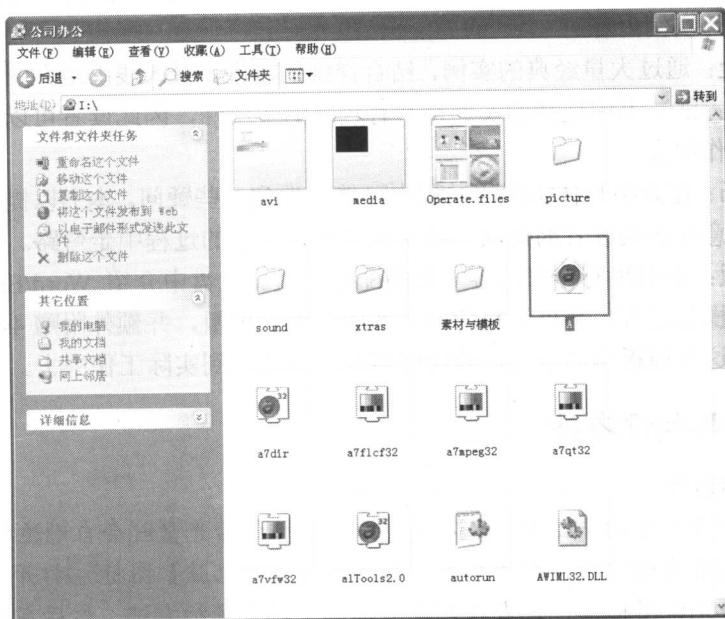 公司办公
文件(F) 编辑(E) 查看(V) 收藏(A) 工具(T) 帮助(H)
后退 搜索 文件夹
地址(D) I:\ 转到
文件和文件夹任务
重命名这个文件
移动这个文件
复制这个文件
将这个文件发布到 Web
以电子邮件形式发送此文
件
删除这个文件
其它位置
我的电脑
我的文档
共享文档
网上邻居
详细信息
avi media Operate.files picture
sound xtras 素材与模板 A
a7dir a7flcf32 a7mpeg32 a7qt32
a7vfw32 alTools2.0 autorun AWIML32.DLL